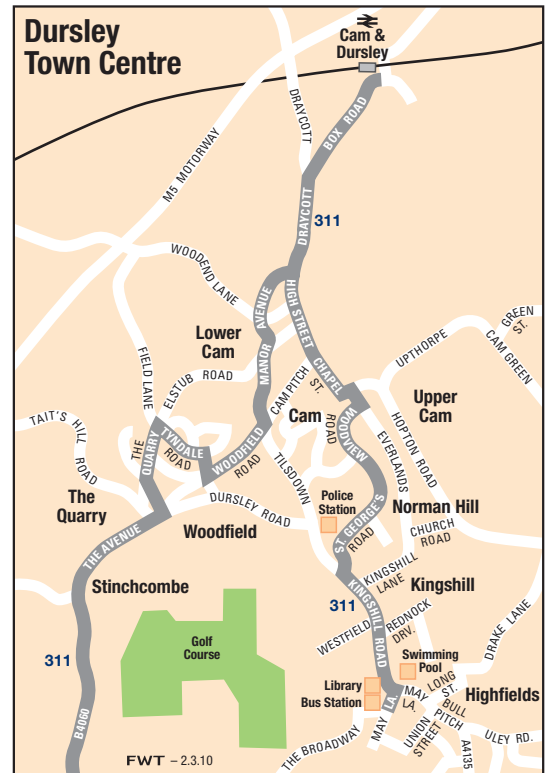 Dursley
Town Centre
Cam &
Dursley
DRAYCOTT
BOX ROAD
M5 MOTORWAY
DRAYCOTT
311
WOODEND LANE
AVENUE
HIGH STREET
GREEN
ST.
CAM GREEN
UPTHORPE
Lower
Cam
MANOR
CHAPEL
ST.
FIELD LANE
ELSTUB ROAD
CAM PITCH
Upper
Cam
TAIT'S HILL
ROAD
Cam
WOODVIEW
ROAD
HOPTON ROAD
EVERLANDS
THE
QUARRY
TYNDALE
ROAD
WOODFIELD
ROAD
TILSDOWN
The
Quarry
DURSLEY ROAD
Police
Station
Norman Hill
CHURCH
ROAD
Woodfield
ST. GEORGE'S
ROAD
THE AVENUE
KINGSHILL
LANE
Kingshill
Stinchcombe
311
KINGSHILL ROAD
WESTFIELD
REDNOCK
DRV.
DRAKE LANE
Golf
Course
Swimming
Pool
311
Library
Bus Station
MAY
LA.
LONG
ST.
Highfields
BULL
PITCH
MAY
LA.
UNION
STREET
ULEY RD.
A4135
B4060
THE BROADWAY
FWT – 2.3.10